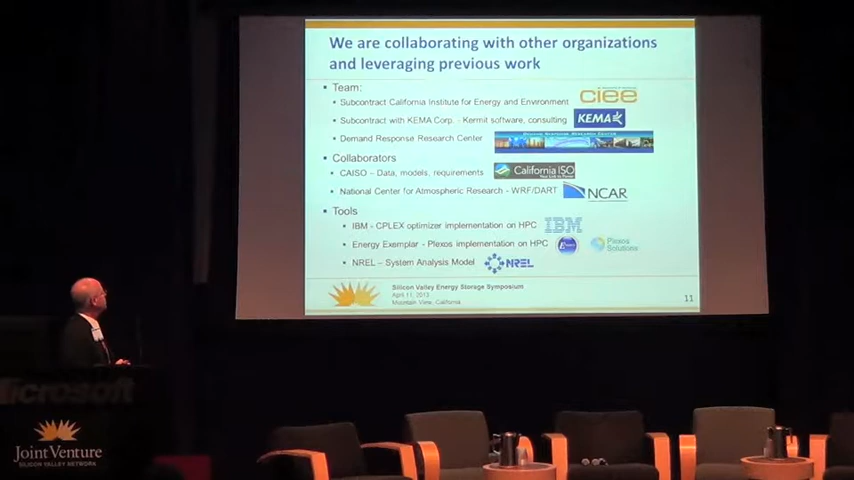 We are collaborating with other organizations
and leveraging previous work
Team:
Subcontract California Institute for Energy and Environment
ciee
Subcontract with KEMA Corp. - Kermit software, consulting
KEMA
Demand Response Research Center
DEMAND RESPONSE RESEARCH CENTER
Collaborators
CAISO – Data, models, requirements
California ISO
National Center for Atmospheric Research - WRF/DART
NCAR
Tools
IBM - CPLEX optimizer implementation on HPC
IBM
Energy Exemplar - Plexos implementation on HPC
Plexos
Solutions
NREL – System Analysis Model
NREL
Silicon Valley Energy Storage Symposium
April 11, 2013
Mountain View, California
11
Microsoft
Joint Venture
SILICON VALLEY NETWORK